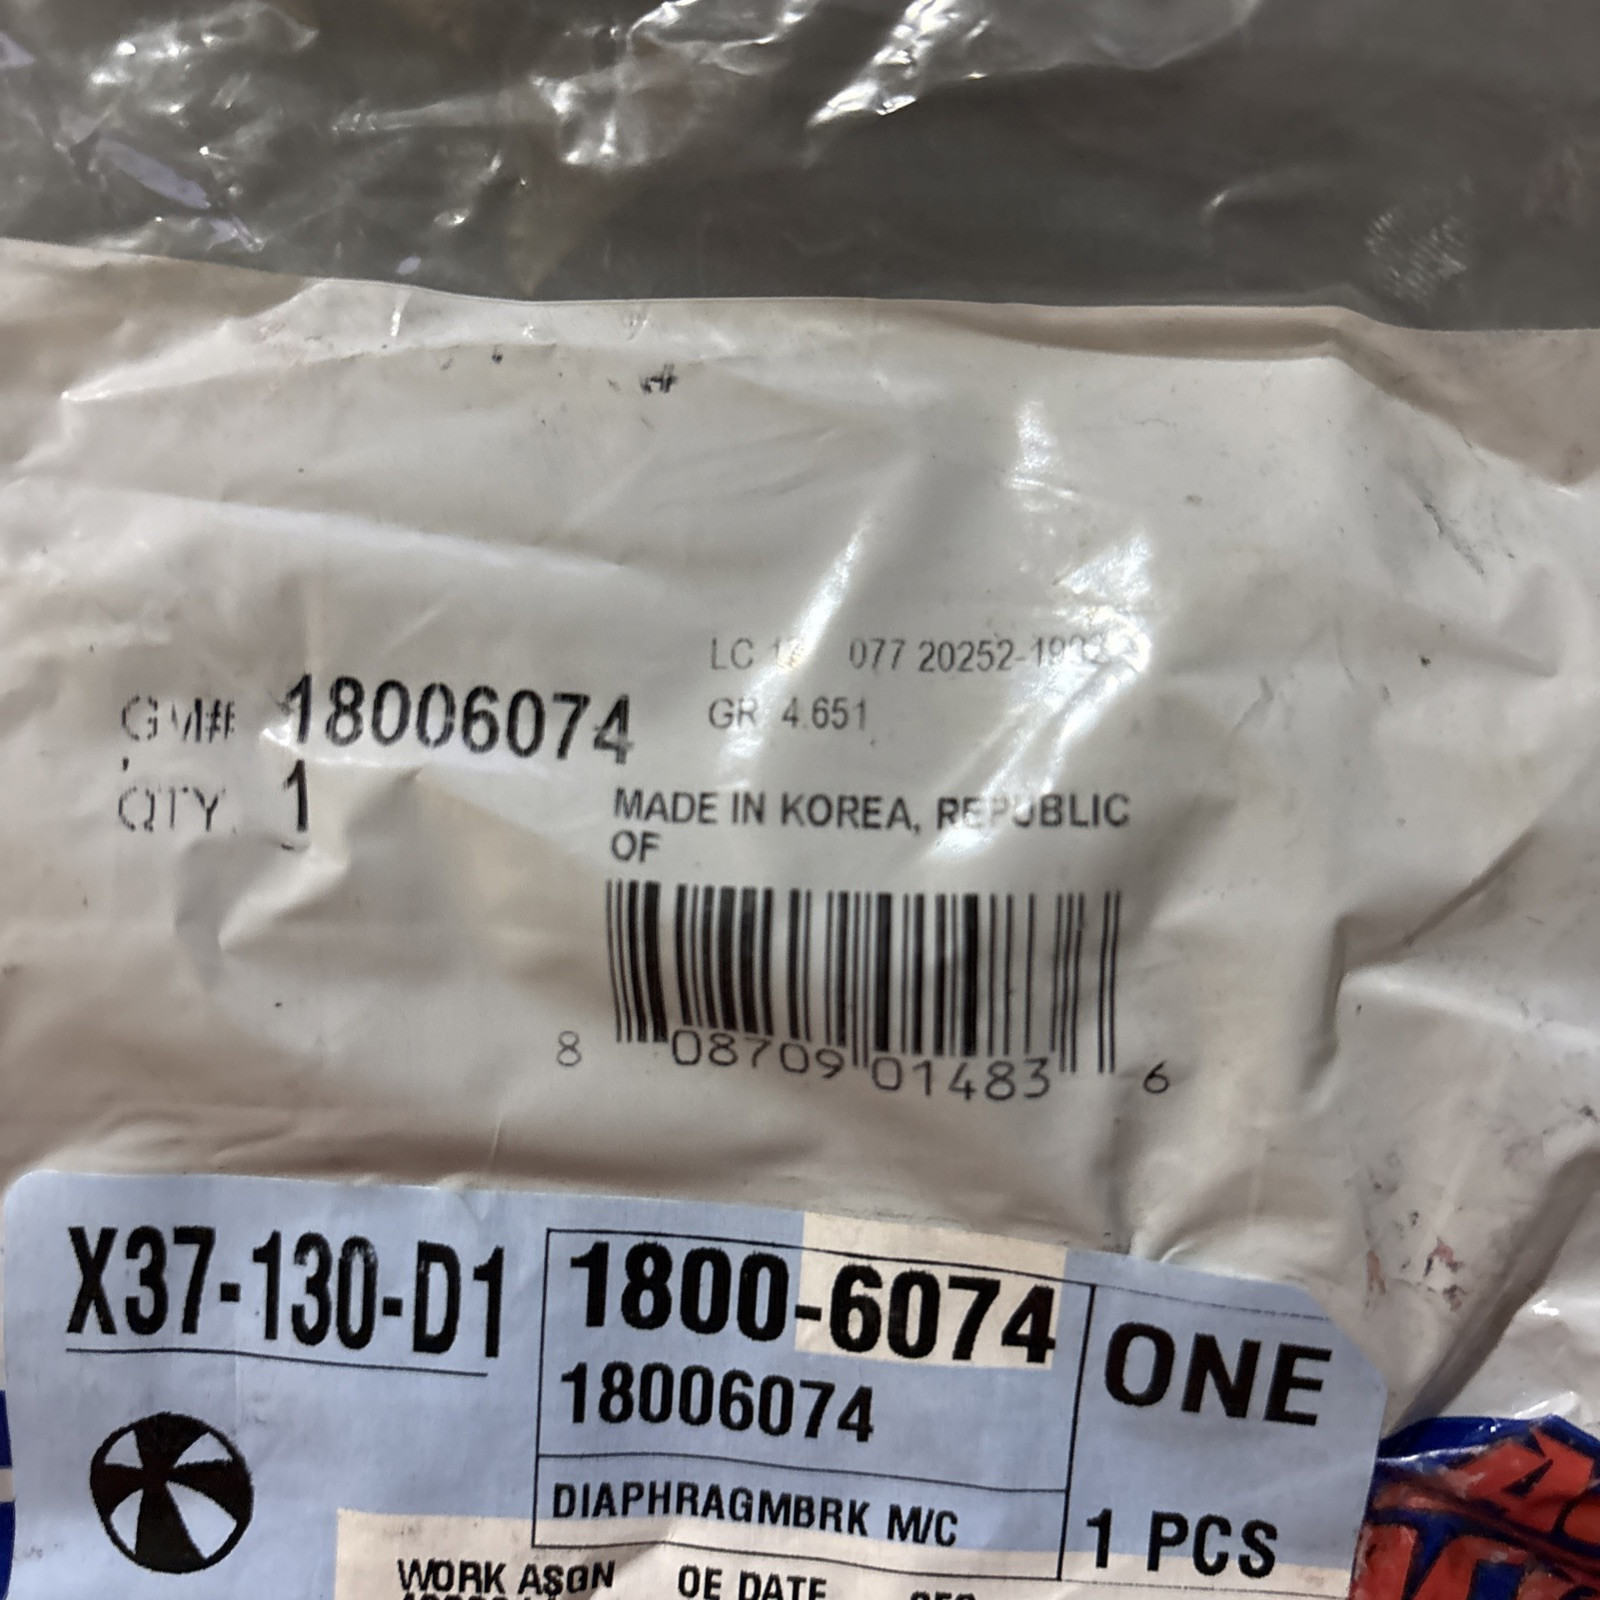 LC 077 20252-
GM# 18006074
GR 4.651
QTY. 1
MADE IN KOREA, REPUBLIC
OF
8 08709 01483 6
X37-130-D1
1800-6074
18006074
ONE
DIAPHRAGMBRK M/C
1 PCS
WORK ASGN OE DATE